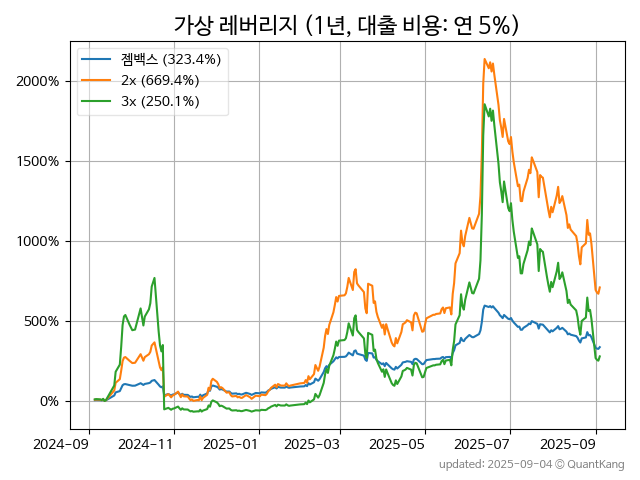 가상 레버리지 (1년, 대출 비용: 연 5%)
젬백스 (323.4%)
2x (669.4%)
3x (250.1%)
2000%
1500%
1000%
500%
0%
2024-09 2024-11 2025-01 2025-03 2025-05 2025-07 2025-09
updated: 2025-09-04 © QuantKang